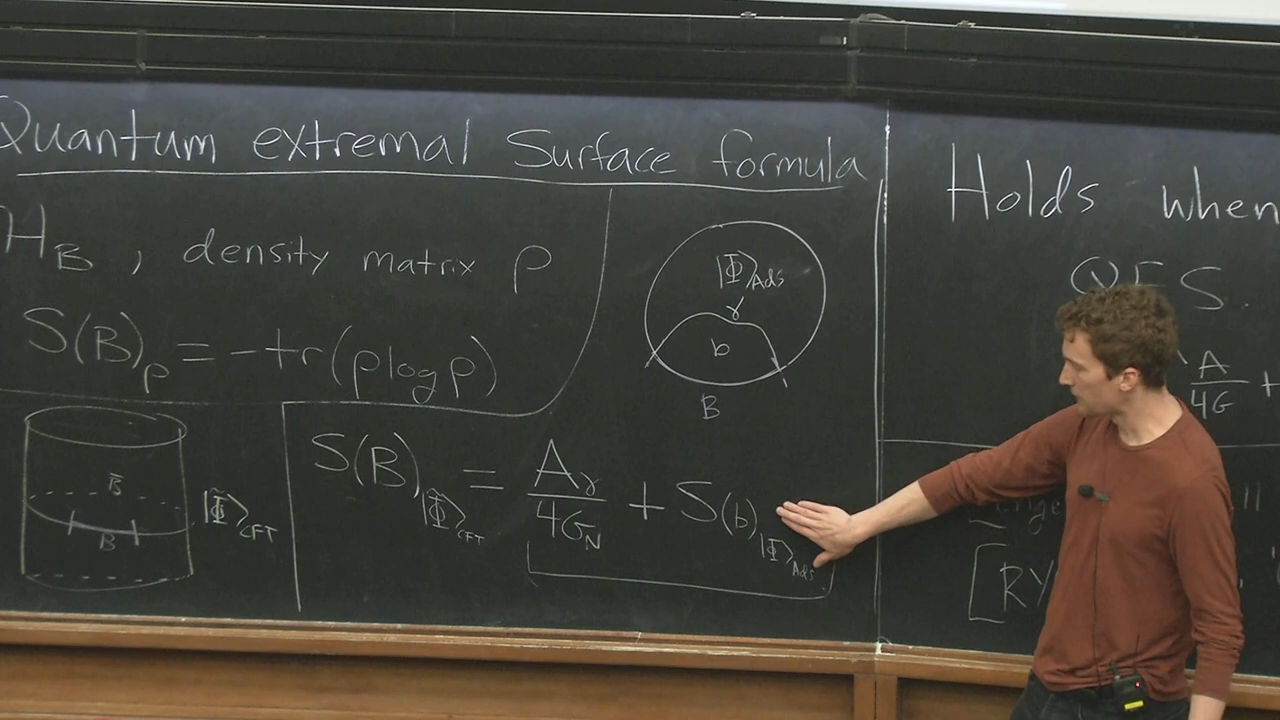 Quantum extremal Surface formula
H_B , density matrix ρ
S(B)_ρ = -tr(ρlogρ)
B̄
B
|Φ̃⟩_CFT
|Φ⟩_AdS
γ
b
B
S(B)_|Φ̃⟩_CFT = A_γ/4G_N + S(b)_|Φ⟩_AdS
Holds when
QES
A/4G +
[RY